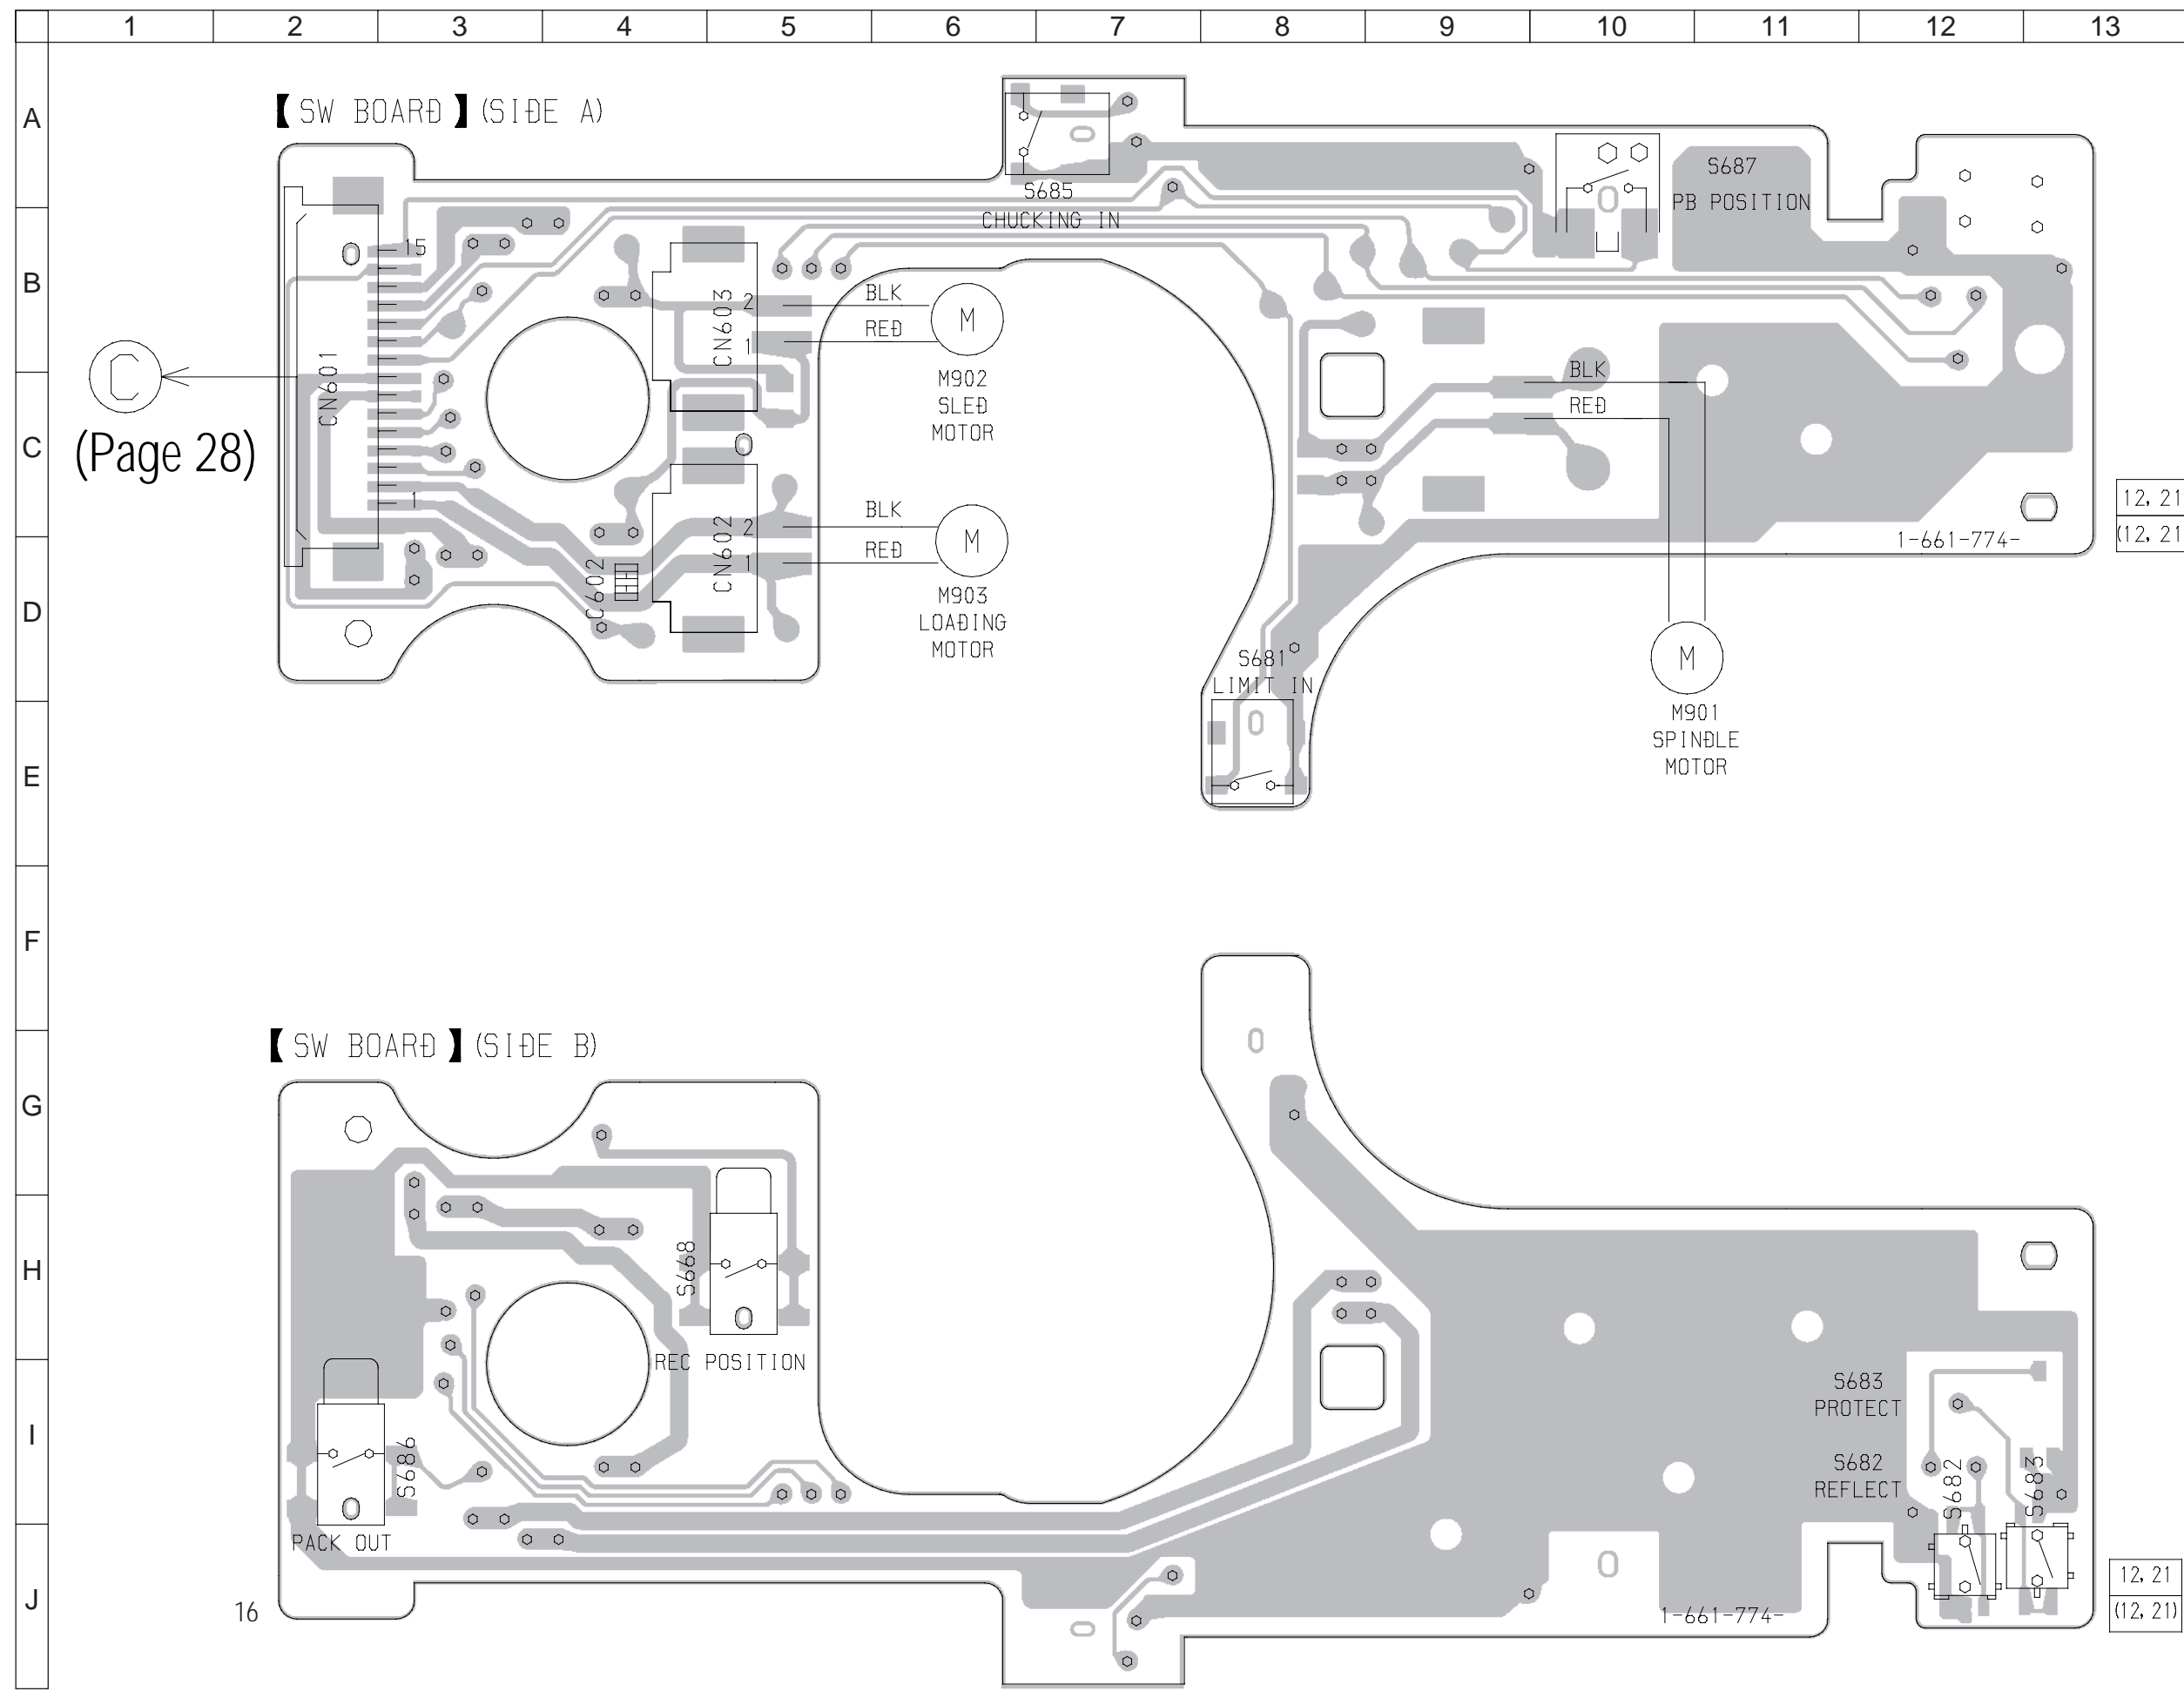 1 2 3 4 5 6 7 8 9 10 11 12 13
A
B
C
D
E
F
G
H
I
J
【 SW BOARD 】 (SIDE A)
S685
CHUCKING IN
S687
PB POSITION
15
CN601
1
C
(Page 28)
CN603
2
1
BLK
RED
M
M902
SLED
MOTOR
CN602
2
1
BLK
RED
M
M903
LOADING
MOTOR
C602
BLK
RED
M
M901
SPINDLE
MOTOR
S681
LIMIT IN
1-661-774-
12, 21
(12, 21
【 SW BOARD 】 (SIDE B)
S668
REC POSITION
S686
PACK OUT
S683
PROTECT
S682
REFLECT
S682
S683
1-661-774-
12, 21
(12, 21)
16